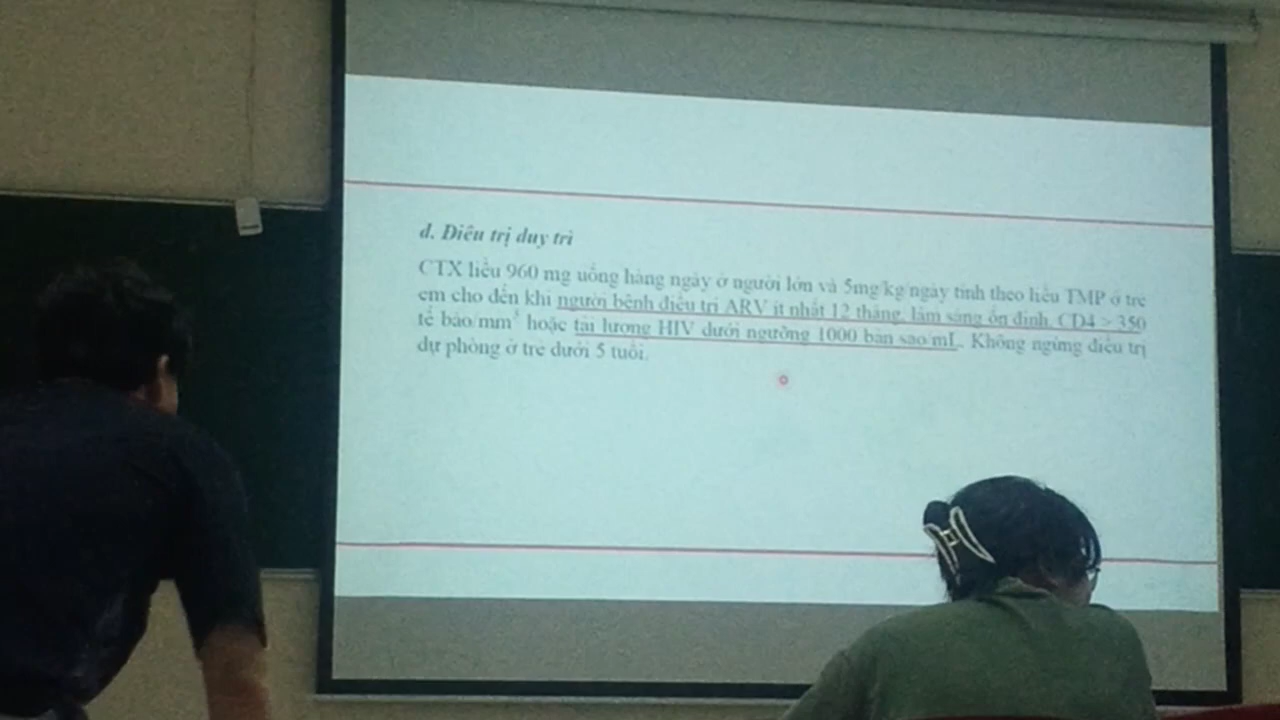 d. Điều trị duy trì
CTX liều 960 mg uống hàng ngày ở người lớn và 5mg/kg/ngày tính theo liều TMP ở trẻ
em cho đến khi người bệnh điều trị ARV ít nhất 12 tháng, lâm sàng ổn định, CD4 > 350
tế bào/mm³ hoặc tải lượng HIV dưới ngưỡng 1000 bản sao/mL. Không ngừng điều trị
dự phòng ở trẻ dưới 5 tuổi.